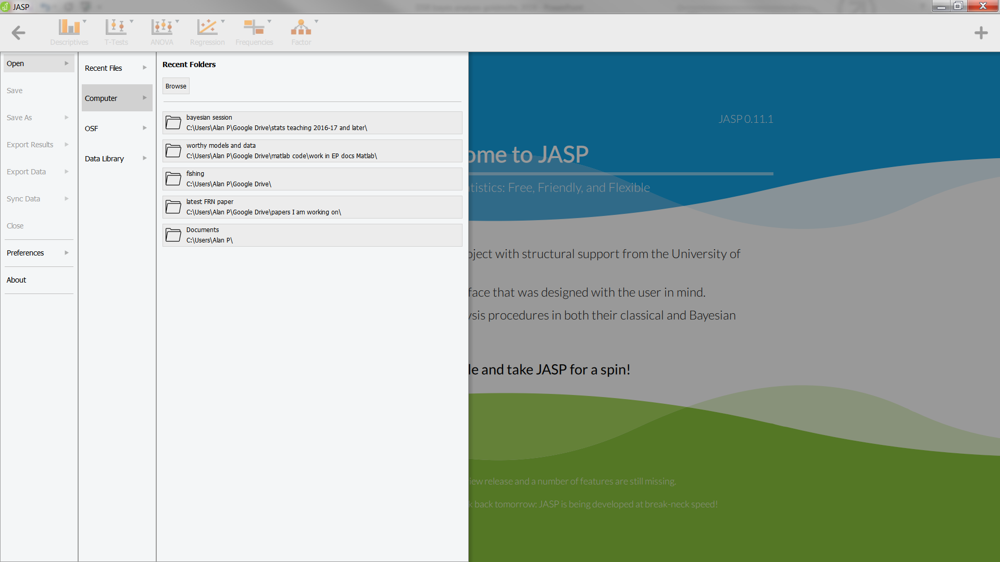 JASP
Descriptives
T-Tests
ANOVA
Regression
Frequencies
Factor
Open
Save
Save As
Export Results
Export Data
Sync Data
Close
Preferences
About
Recent Files
Computer
OSF
Data Library
Recent Folders
Browse
bayesian session
C:\Users\Alan P\Google Drive\stats teaching 2016-17 and later\
worthy models and data
C:\Users\Alan P\Google Drive\matlab code\work in EP docs Matlab\
fishing
C:\Users\Alan P\Google Drive\
latest FRN paper
C:\Users\Alan P\Google Drive\papers I am working on\
Documents
C:\Users\Alan P\
JASP 0.11.1
ome to JASP
tistics: Free, Friendly, and Flexible
oject with structural support from the University of
face that was designed with the user in mind.
ysis procedures in both their classical and Bayesian
le and take JASP for a spin!
iew release and a number of features are still missing.
k back tomorrow: JASP is being developed at break-neck speed!